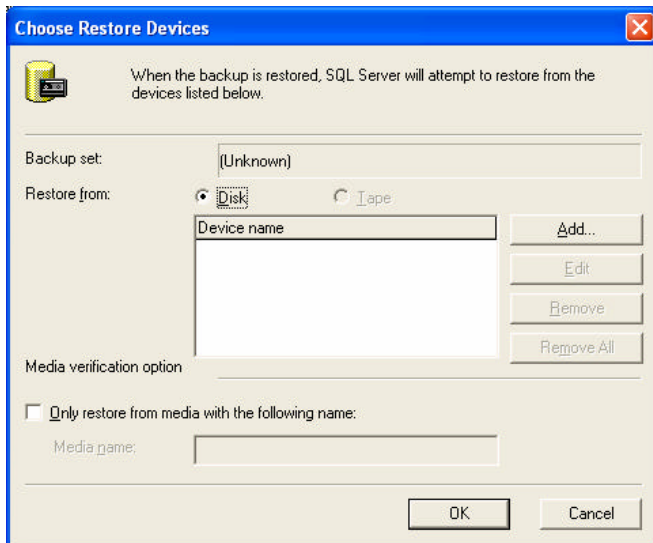 Choose Restore Devices
When the backup is restored, SQL Server will attempt to restore from the
devices listed below.
Backup set:
(Unknown)
Restore from:
Disk
Tape
Device name
Add...
Edit
Remove
Remove All
Media verification option
Only restore from media with the following name:
Media name:
OK
Cancel